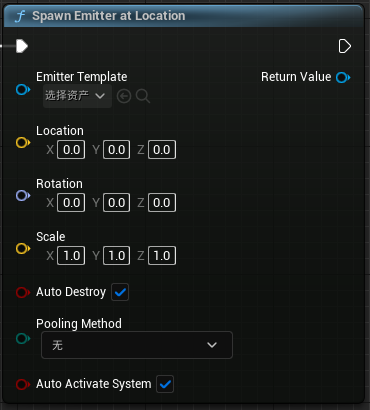 Spawn Emitter at Location
Emitter Template
Return Value
选择资产
Location
X 0.0 Y 0.0 Z 0.0
Rotation
X 0.0 Y 0.0 Z 0.0
Scale
X 1.0 Y 1.0 Z 1.0
Auto Destroy
Pooling Method
无
Auto Activate System